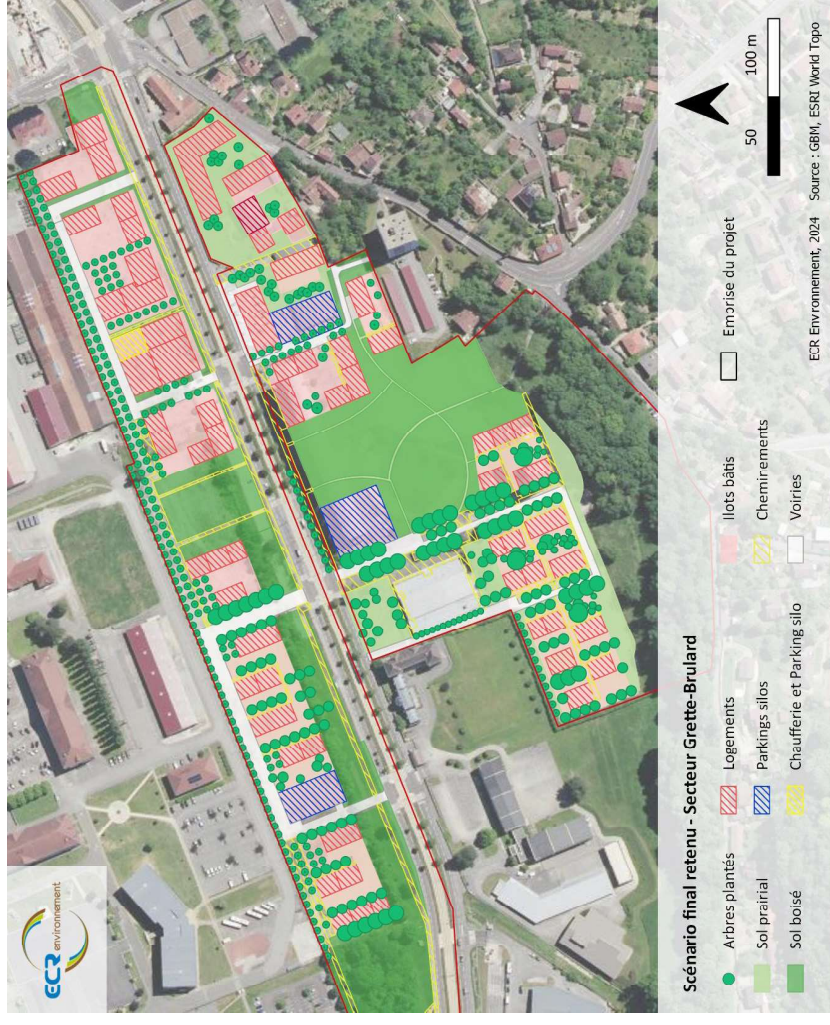 ECR environnement
Scénario final retenu - Secteur Grette-Brulard
Arbres plantés
Sol prairial
Sol boisé
Logements
Parkings silos
Chaufferie et Parking silo
Ilots bâtis
Cheminements
Voiries
Emprise du projet
50
100 m
ECR Environnement, 2024 Source : GBM, ESRI World Topo